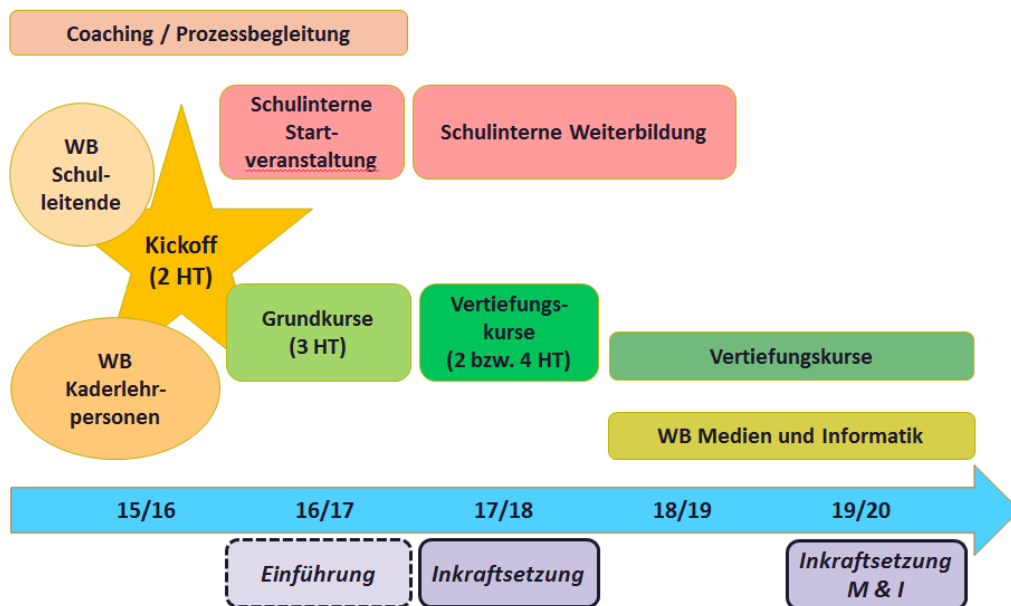 Coaching / Prozessbegleitung
WB
Schul-
leitende
Kickoff
(2 HT)
Schulinterne
Start-
veranstaltung
Schulinterne Weiterbildung
WB
Kaderlehr-
personen
Grundkurse
(3 HT)
Vertiefungs-
kurse
(2 bzw. 4 HT)
Vertiefungskurse
WB Medien und Informatik
15/16 16/17 17/18 18/19 19/20
Einführung
Inkraftsetzung
Inkraftsetzung
M & I